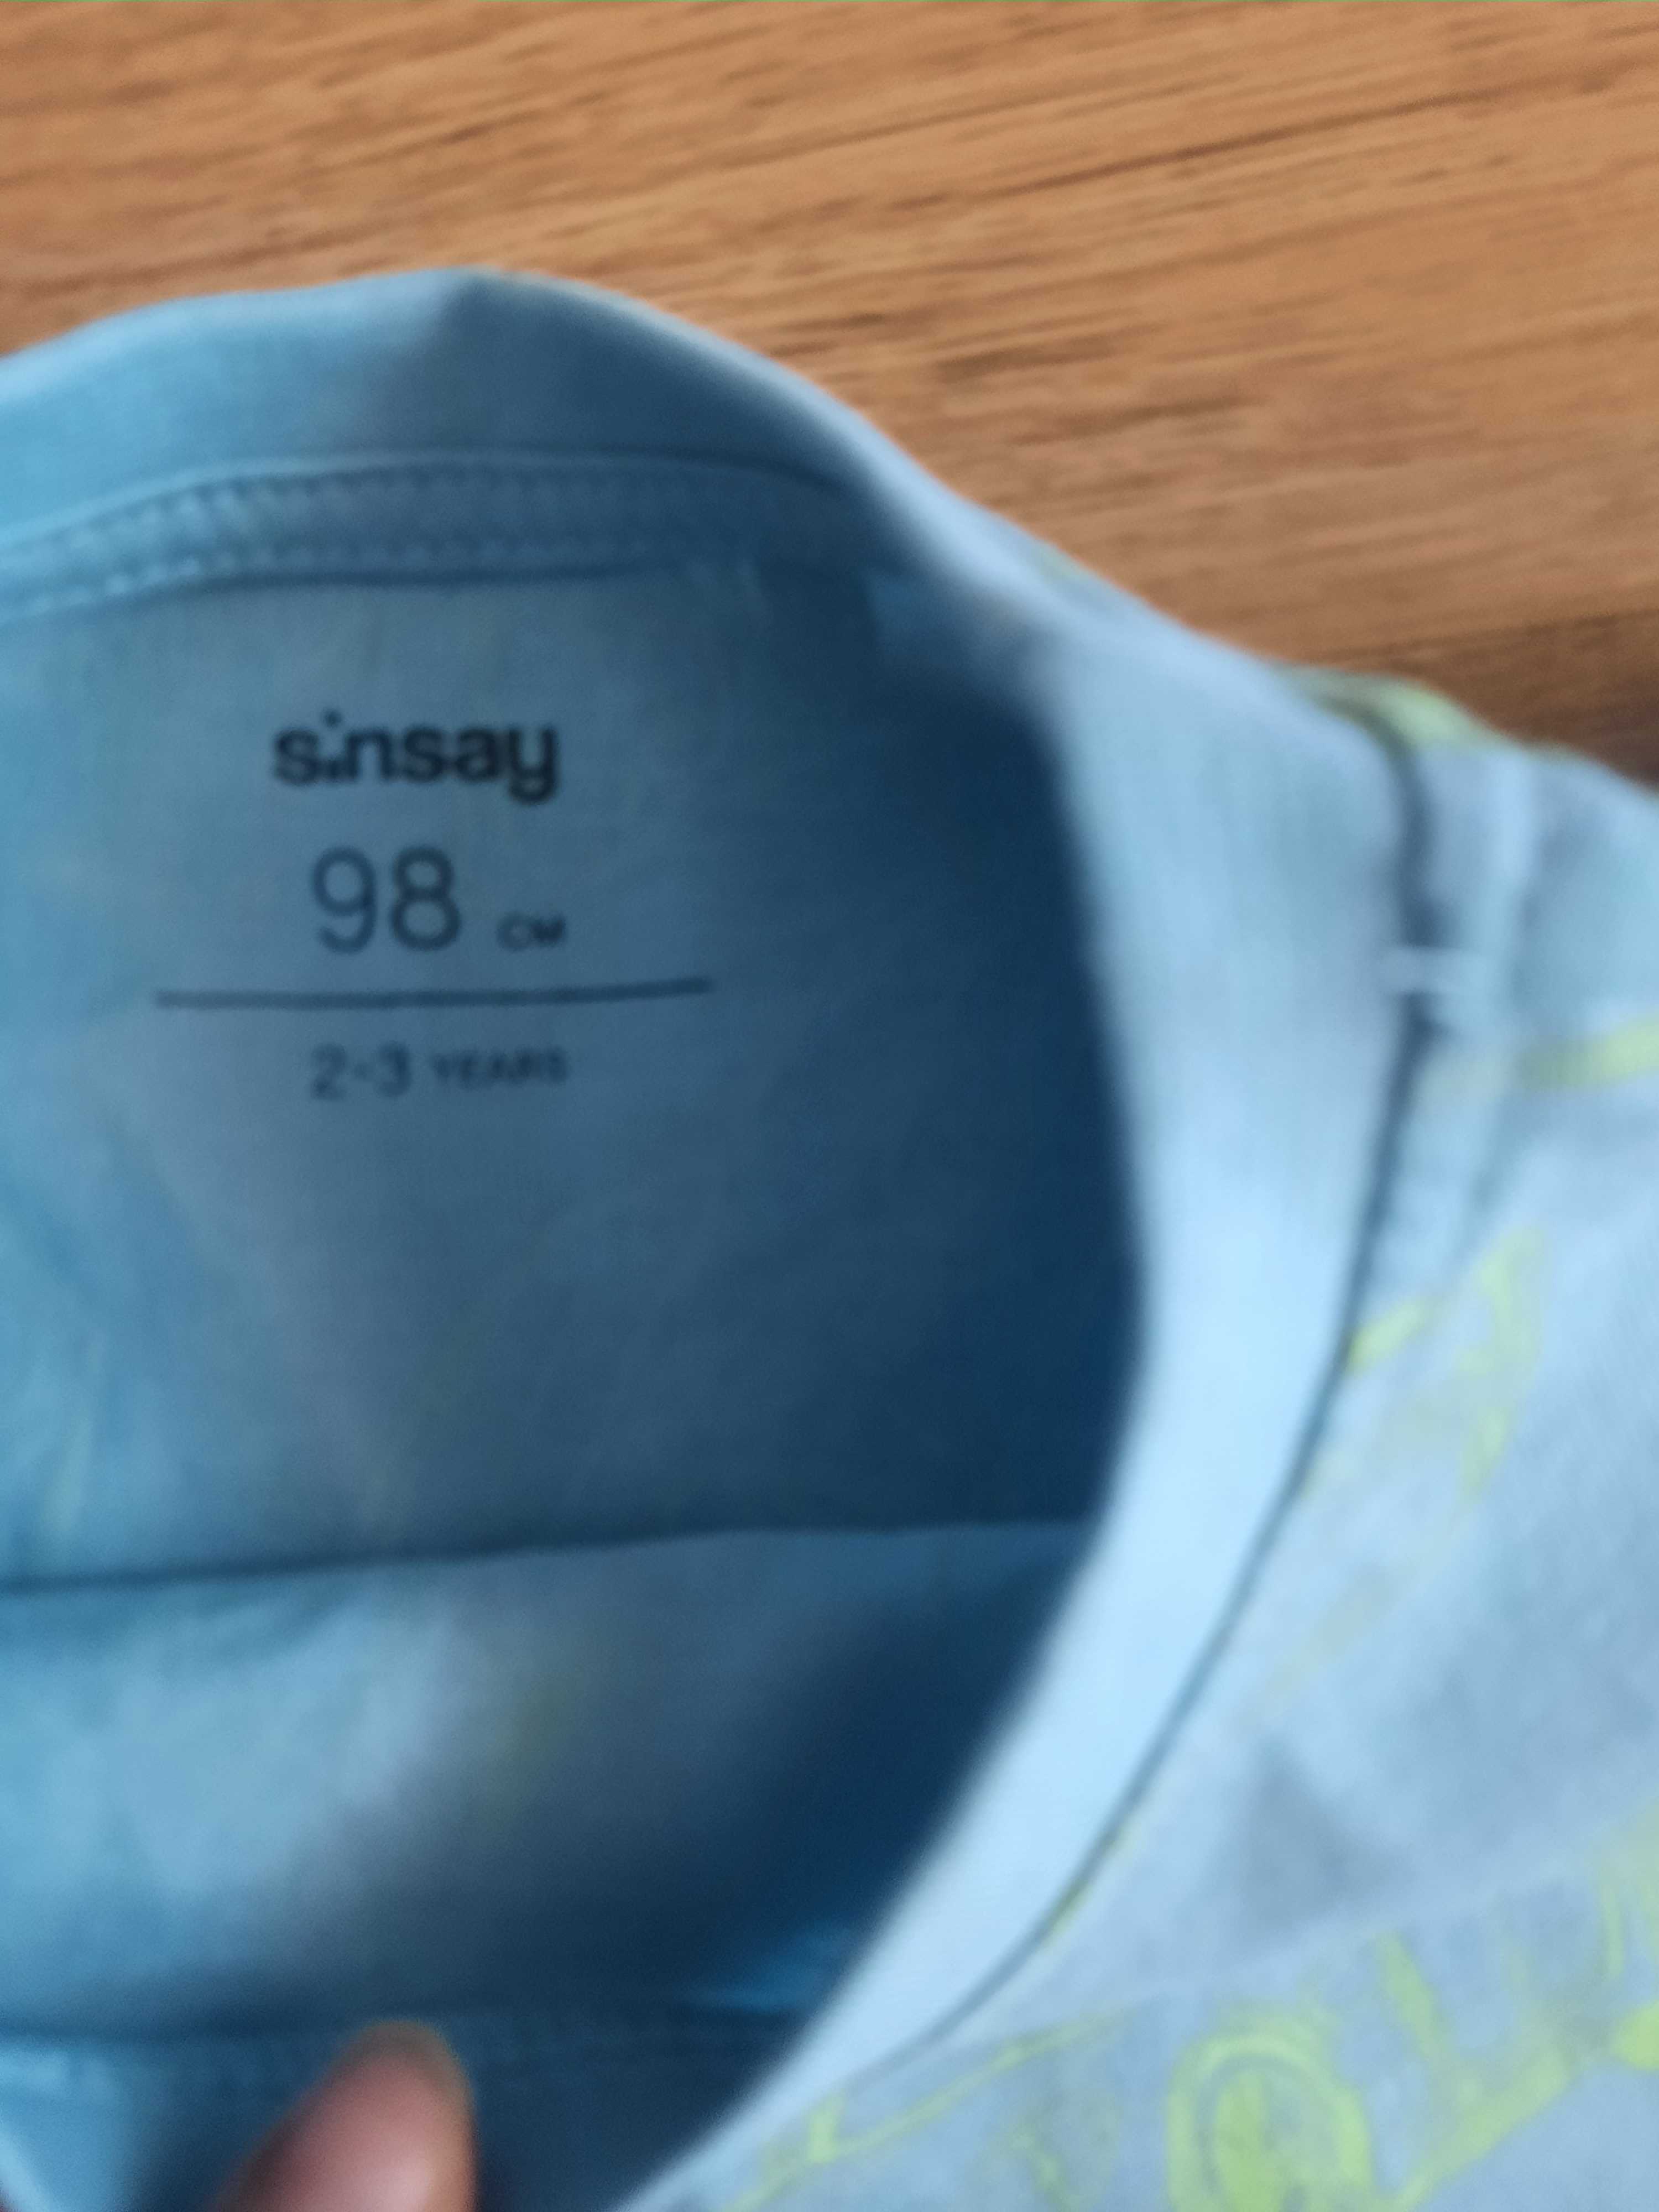 sinsay
98 CM
2-3 YEARS